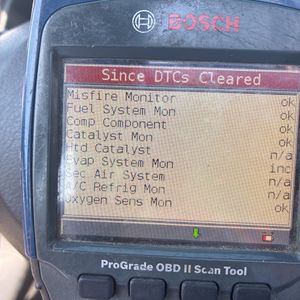 BOSCH
Since DTCs Cleared
Misfire Monitor ok
Fuel System Mon ok
Comp Component ok
Catalyst Mon ok
Htd Catalyst n/a
Evap System Mon inc
Sec Air System n/a
A/C Refrig Mon n/a
Oxygen Sens Mon ok
ProGrade OBD II Scan Tool